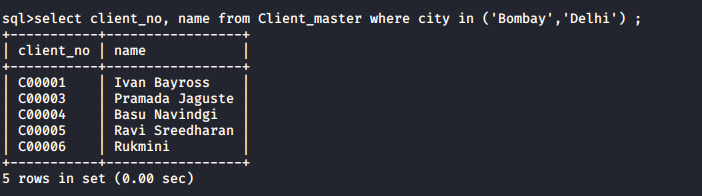 sql>select client_no, name from Client_master where city in ('Bombay','Delhi') ;
+-----------+-----------------+
| client_no | name            |
+-----------+-----------------+
| C00001    | Ivan Bayross    |
| C00003    | Pramada Jaguste |
| C00004    | Basu Navindgi   |
| C00005    | Ravi Sreedharan |
| C00006    | Rukmini         |
+-----------+-----------------+
5 rows in set (0.00 sec)